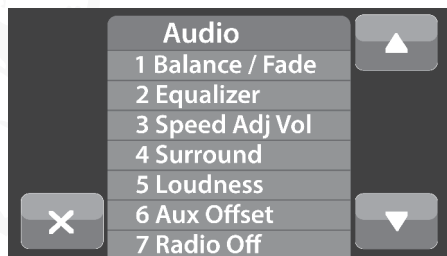 Audio
1 Balance / Fade
2 Equalizer
3 Speed Adj Vol
4 Surround
5 Loudness
6 Aux Offset
7 Radio Off